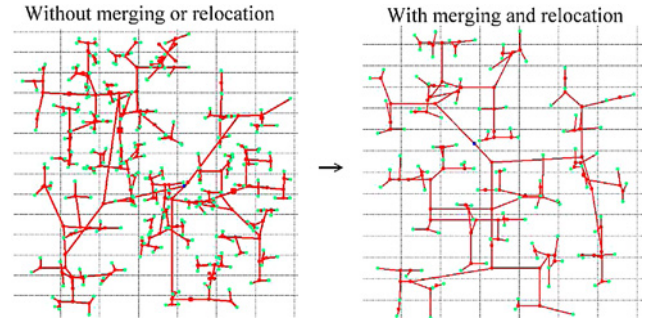 Without merging or relocation
With merging and relocation